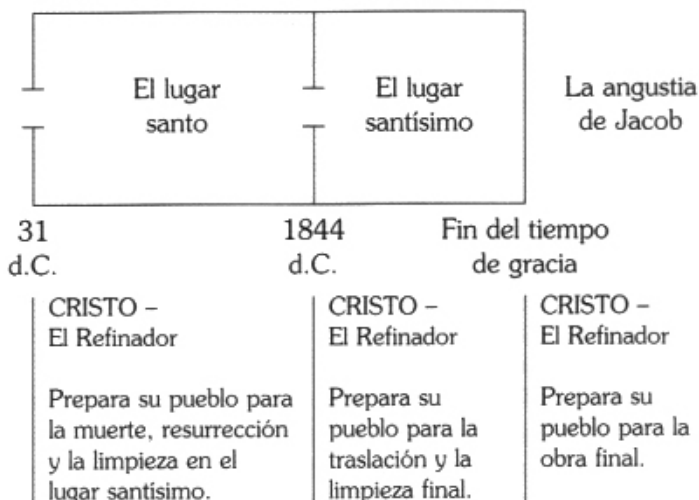 El lugar
santo
El lugar
santísimo
La angustia
de Jacob
31
d.C.
1844
d.C.
Fin del tiempo
de gracia
CRISTO –
El Refinador
Prepara su pueblo para
la muerte, resurrección
y la limpieza en el
lugar santísimo.
CRISTO –
El Refinador
Prepara su
pueblo para la
traslación y la
limpieza final.
CRISTO –
El Refinador
Prepara su
pueblo para la
obra final.